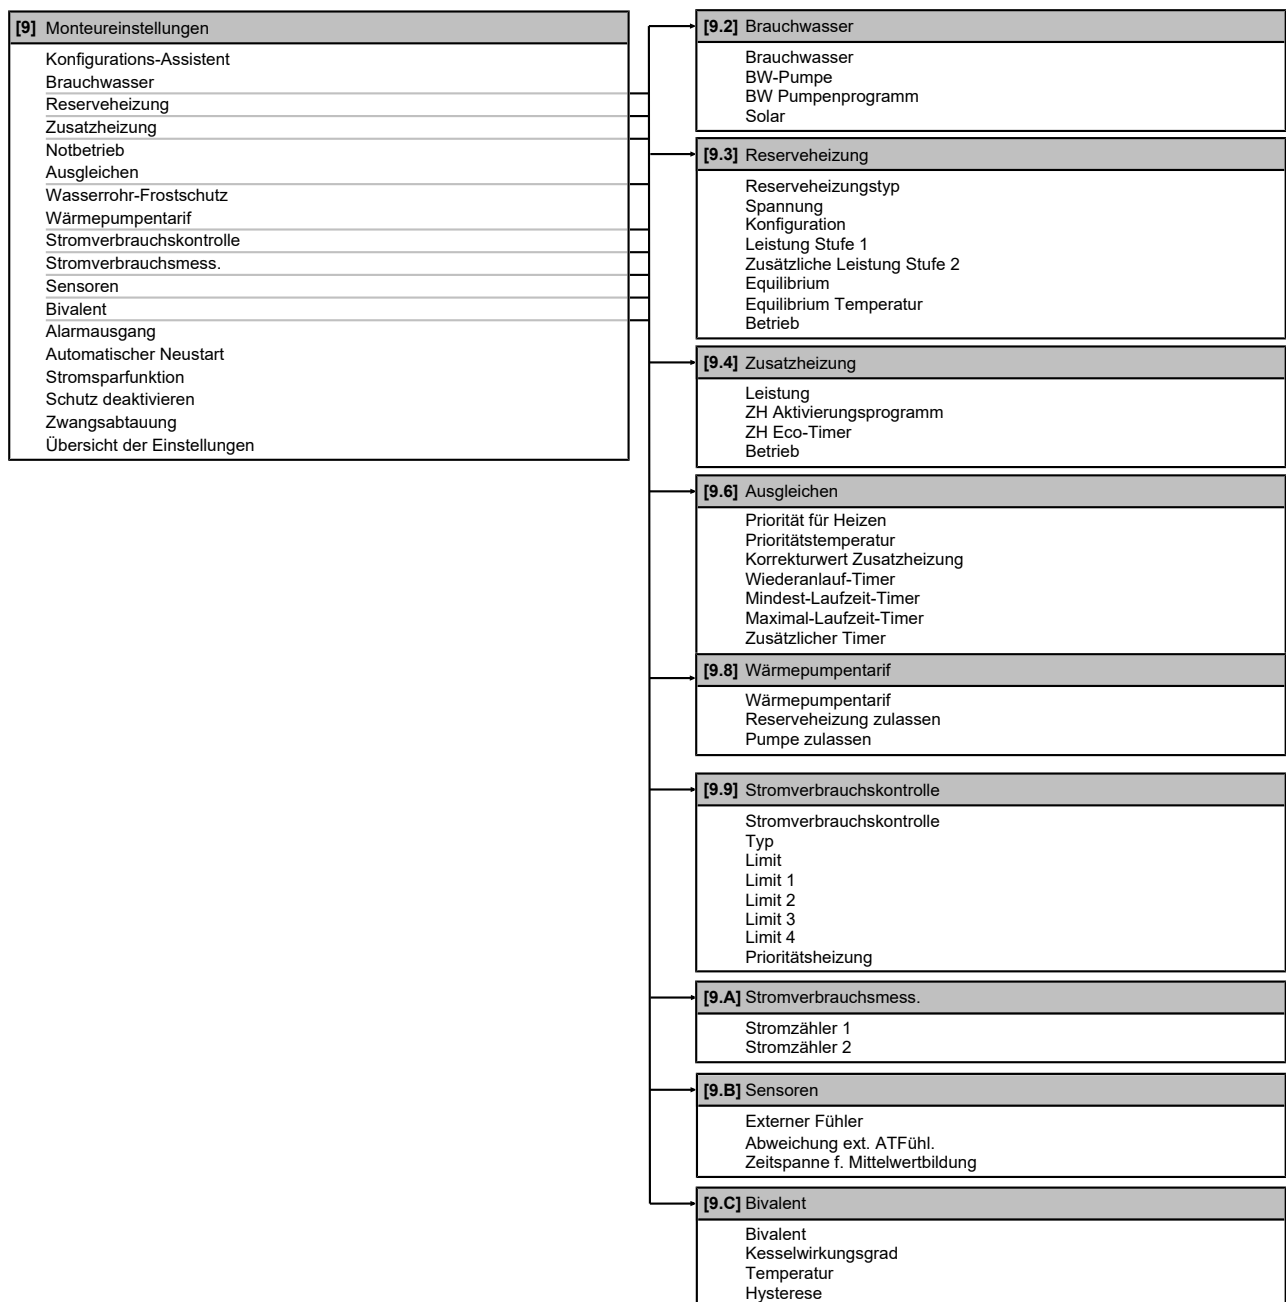 [9] Monteureinstellungen
Konfigurations-Assistent
Brauchwasser
Reserveheizung
Zusatzheizung
Notbetrieb
Ausgleichen
Wasserrohr-Frostschutz
Wärmepumpentarif
Stromverbrauchskontrolle
Stromverbrauchsmess.
Sensoren
Bivalent
Alarmausgang
Automatischer Neustart
Stromsparfunktion
Schutz deaktivieren
Zwangsabtauung
Übersicht der Einstellungen
[9.2] Brauchwasser
Brauchwasser
BW-Pumpe
BW Pumpenprogramm
Solar
[9.3] Reserveheizung
Reserveheizungstyp
Spannung
Konfiguration
Leistung Stufe 1
Zusätzliche Leistung Stufe 2
Equilibrium
Equilibrium Temperatur
Betrieb
[9.4] Zusatzheizung
Leistung
ZH Aktivierungsprogramm
ZH Eco-Timer
Betrieb
[9.6] Ausgleichen
Priorität für Heizen
Prioritätstemperatur
Korrekturwert Zusatzheizung
Wiederanlauf-Timer
Mindest-Laufzeit-Timer
Maximal-Laufzeit-Timer
Zusätzlicher Timer
[9.8] Wärmepumpentarif
Wärmepumpentarif
Reserveheizung zulassen
Pumpe zulassen
[9.9] Stromverbrauchskontrolle
Stromverbrauchskontrolle
Typ
Limit
Limit 1
Limit 2
Limit 3
Limit 4
Prioritätsheizung
[9.A] Stromverbrauchsmess.
Stromzähler 1
Stromzähler 2
[9.B] Sensoren
Externer Fühler
Abweichung ext. ATFühl.
Zeitspanne f. Mittelwertbildung
[9.C] Bivalent
Bivalent
Kesselwirkungsgrad
Temperatur
Hysterese